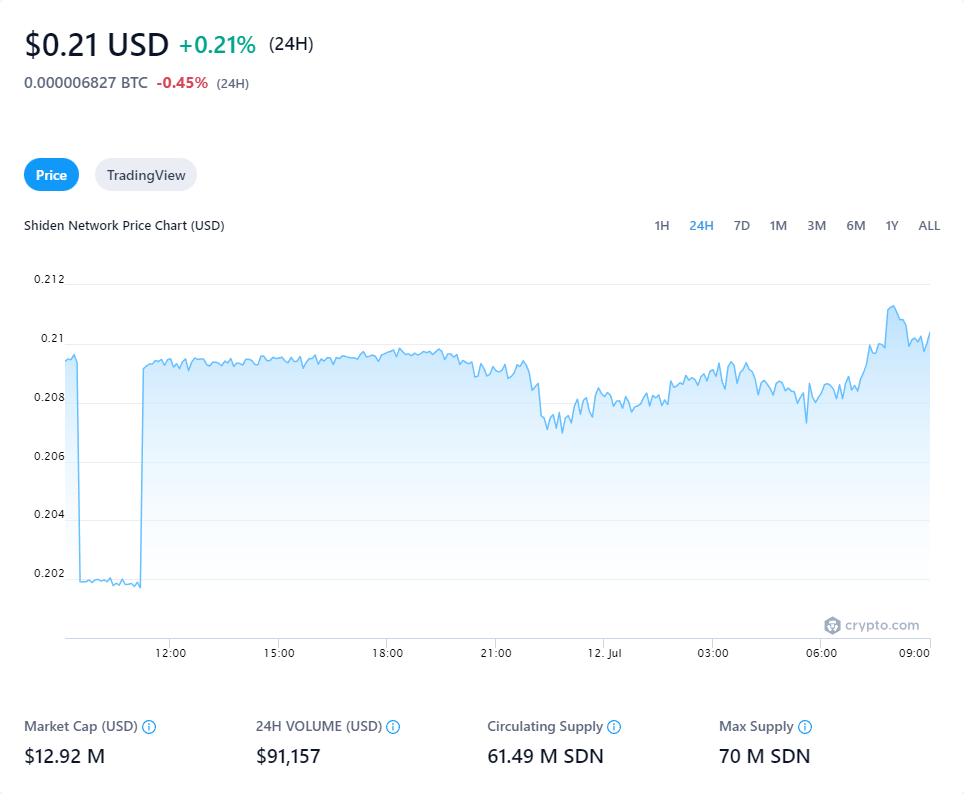 $0.21 USD +0.21% (24H)
0.000006827 BTC -0.45% (24H)
Price TradingView
Shiden Network Price Chart (USD) 1H 24H 7D 1M 3M 6M 1Y ALL
0.212
0.21
0.208
0.206
0.204
0.202
crypto.com
12:00 15:00 18:00 21:00 12. Jul 03:00 06:00 09:00
Market Cap (USD) 24H VOLUME (USD) Circulating Supply Max Supply
$12.92 M $91,157 61.49 M SDN 70 M SDN